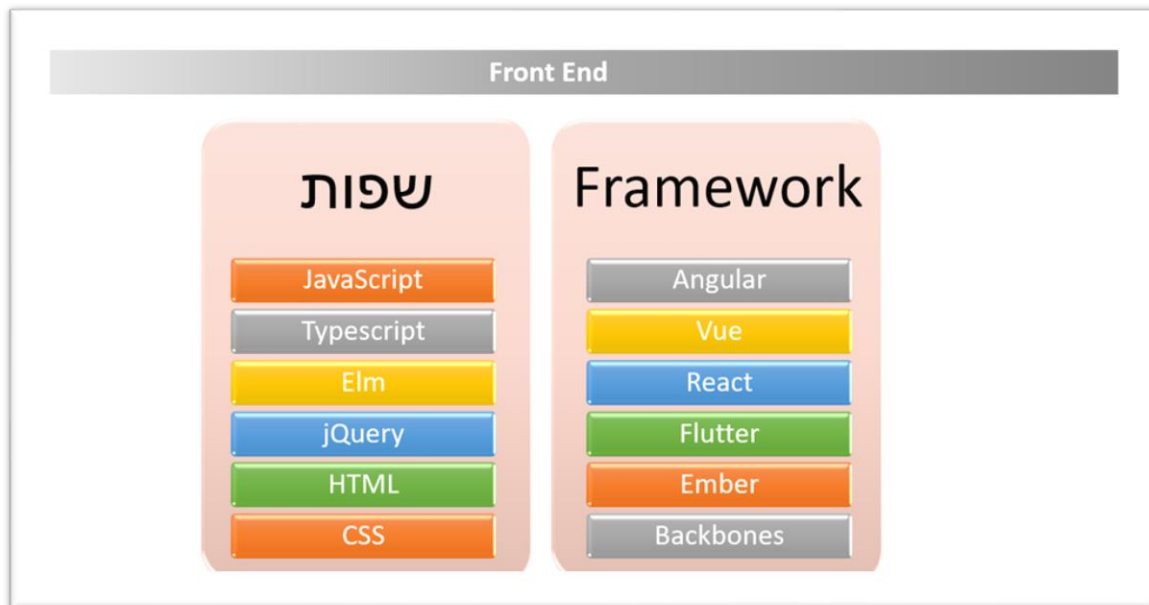 Front End
שפות
JavaScript
Typescript
Elm
jQuery
HTML
CSS
Framework
Angular
Vue
React
Flutter
Ember
Backbones